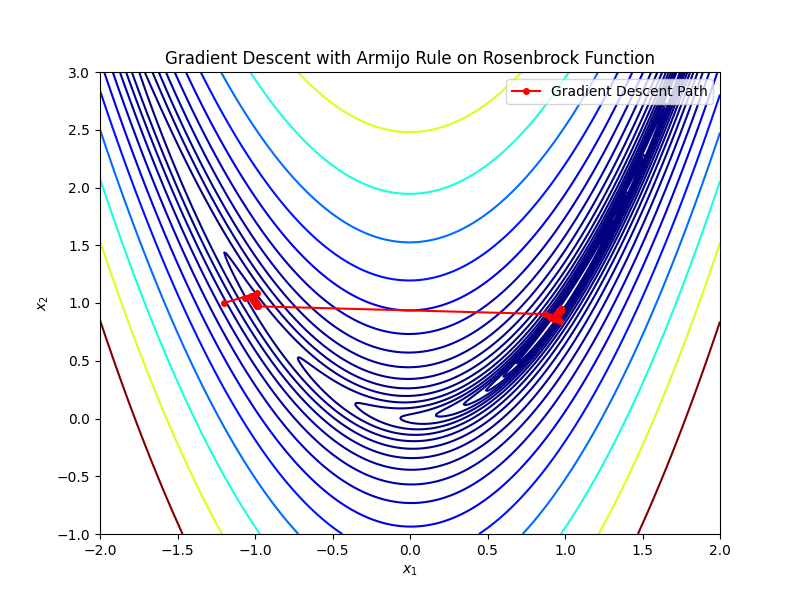 Gradient Descent with Armijo Rule on Rosenbrock Function
Gradient Descent Path
3.0
2.5
2.0
1.5
1.0
0.5
0.0
−0.5
−1.0
x₂
−2.0 −1.5 −1.0 −0.5 0.0 0.5 1.0 1.5 2.0
x₁